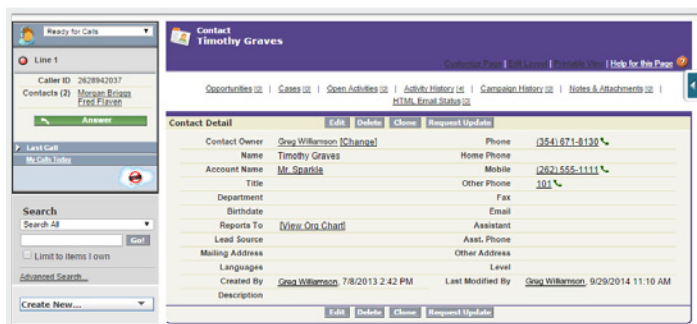 Ready for Calls
Line 1
Caller ID 2628942037
Contacts (2) Morgan Briggs
Fred Flaven
Answer
Last Call
My Calls Today
Search
Search All
Go!
Limit to items I own
Advanced Search...
Create New...
Contact
Timothy Graves
Customize Page | Edit Layout | Printable View | Help for this Page
Opportunities [2] | Cases [2] | Open Activities [2] | Activity History [4] | Campaign History [2] | Notes & Attachments [2] |
HTML Email Status [2]
Contact Detail Edit Delete Clone Request Update
Contact Owner Greg Williamson [Change] Phone (354) 671-8130
Name Timothy Graves Home Phone
Account Name Mr. Sparkle Mobile (262) 555-1111
Title Other Phone 101
Department Fax
Birthdate Email
Reports To [View Org Chart] Assistant
Lead Source Asst. Phone
Mailing Address Other Address
Languages Level
Created By Greg Williamson, 7/8/2013 2:42 PM Last Modified By Greg Williamson, 9/29/2014 11:10 AM
Description
Edit Delete Clone Request Update